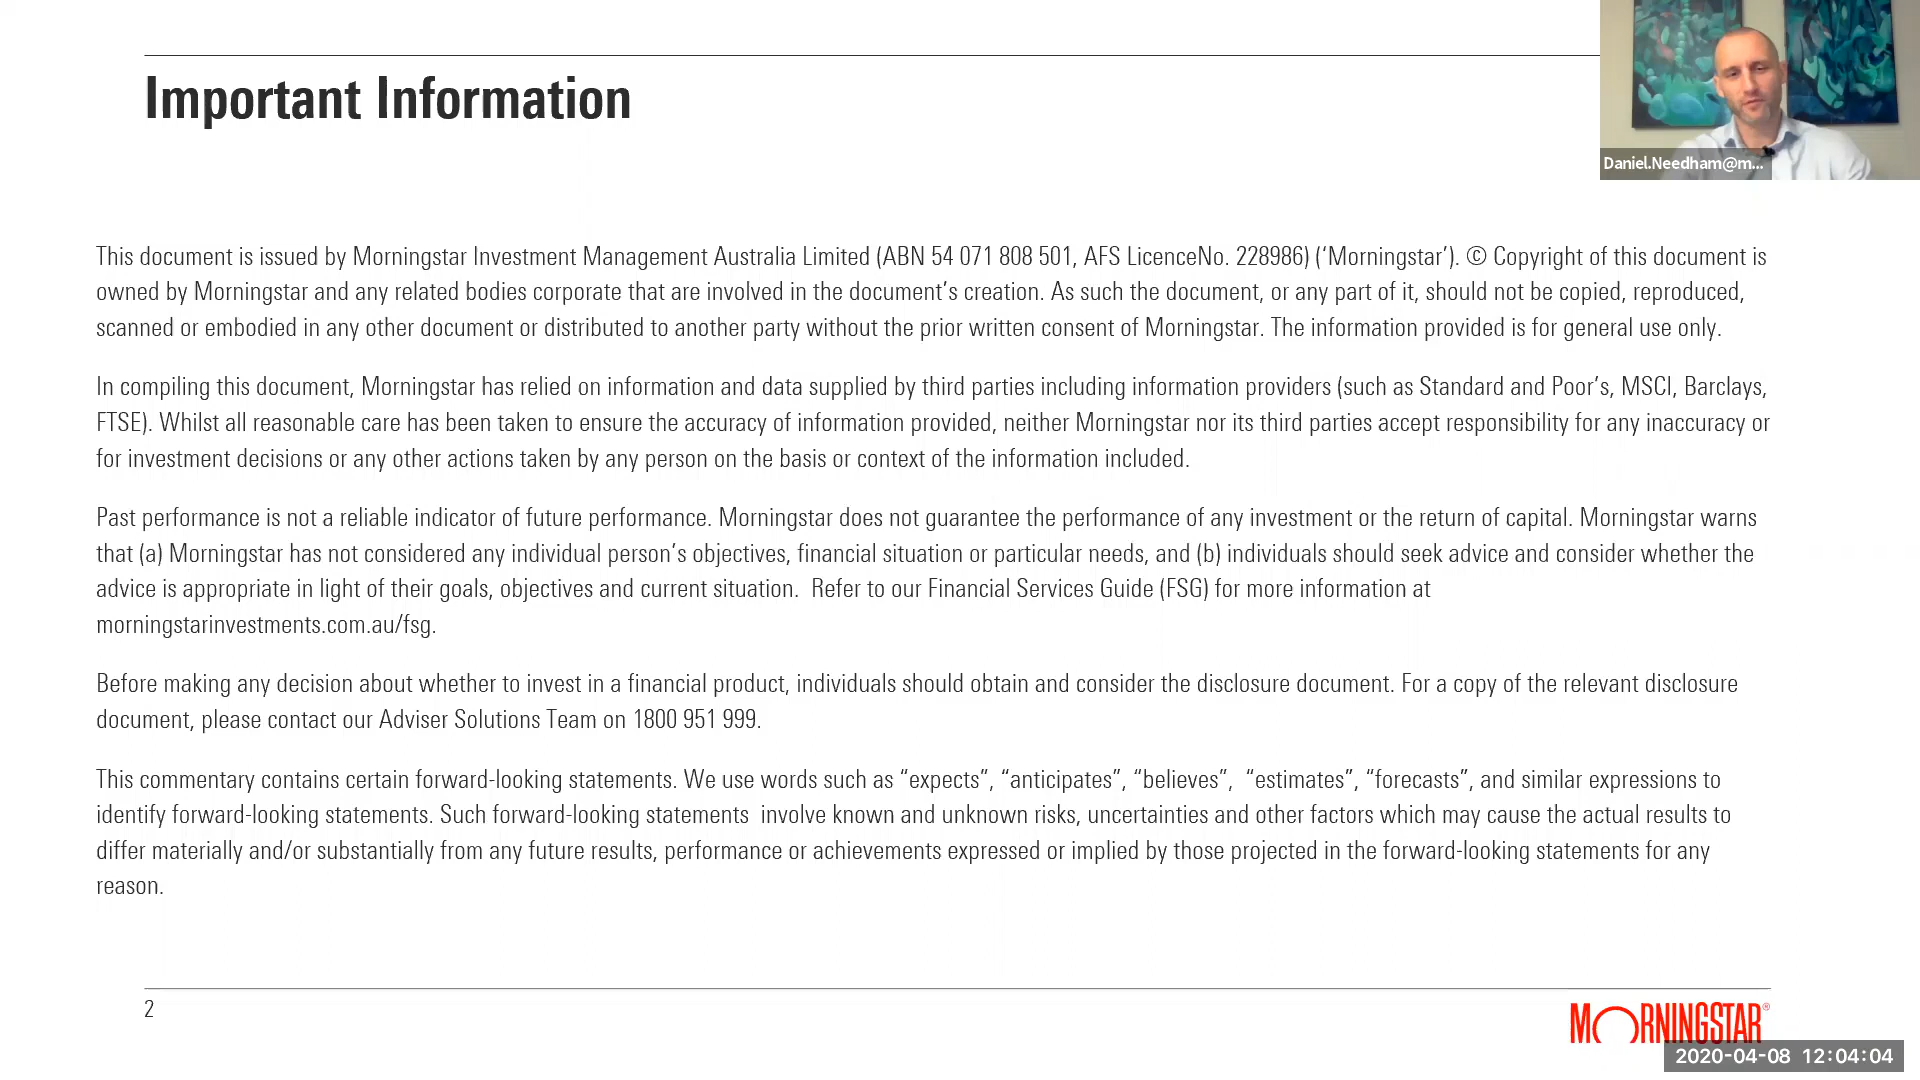 Important Information
Daniel.Needham@m...
This document is issued by Morningstar Investment Management Australia Limited (ABN 54 071 808 501, AFS LicenceNo. 228986) (‘Morningstar’). © Copyright of this document is
owned by Morningstar and any related bodies corporate that are involved in the document’s creation. As such the document, or any part of it, should not be copied, reproduced,
scanned or embodied in any other document or distributed to another party without the prior written consent of Morningstar. The information provided is for general use only.
In compiling this document, Morningstar has relied on information and data supplied by third parties including information providers (such as Standard and Poor’s, MSCI, Barclays,
FTSE). Whilst all reasonable care has been taken to ensure the accuracy of information provided, neither Morningstar nor its third parties accept responsibility for any inaccuracy or
for investment decisions or any other actions taken by any person on the basis or context of the information included.
Past performance is not a reliable indicator of future performance. Morningstar does not guarantee the performance of any investment or the return of capital. Morningstar warns
that (a) Morningstar has not considered any individual person’s objectives, financial situation or particular needs, and (b) individuals should seek advice and consider whether the
advice is appropriate in light of their goals, objectives and current situation.  Refer to our Financial Services Guide (FSG) for more information at
morningstarinvestments.com.au/fsg.
Before making any decision about whether to invest in a financial product, individuals should obtain and consider the disclosure document. For a copy of the relevant disclosure
document, please contact our Adviser Solutions Team on 1800 951 999.
This commentary contains certain forward-looking statements. We use words such as “expects”, “anticipates”, “believes”,  “estimates”, “forecasts”, and similar expressions to
identify forward-looking statements. Such forward-looking statements  involve known and unknown risks, uncertainties and other factors which may cause the actual results to
differ materially and/or substantially from any future results, performance or achievements expressed or implied by those projected in the forward-looking statements for any
reason.
2
MORNINGSTAR®
2020-04-08 12:04:04